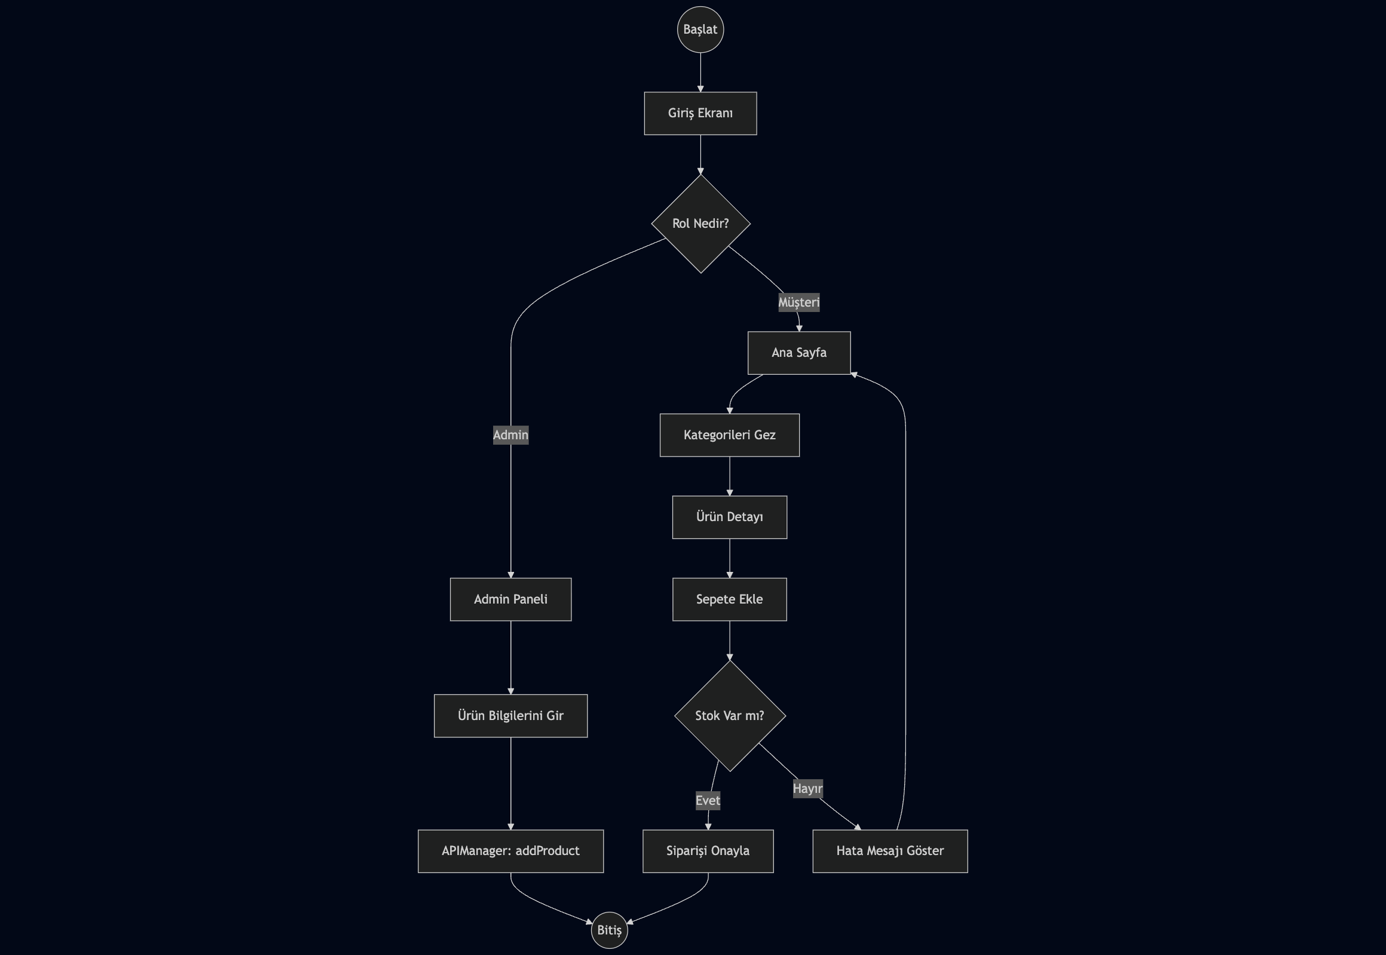 Başlat
Giriş Ekranı
Rol Nedir?
Müşteri
Ana Sayfa
Admin
Kategorileri Gez
Ürün Detayı
Admin Paneli
Sepete Ekle
Ürün Bilgilerini Gir
Stok Var mı?
Evet
Hayır
APIManager: addProduct
Siparişi Onayla
Hata Mesajı Göster
Bitiş